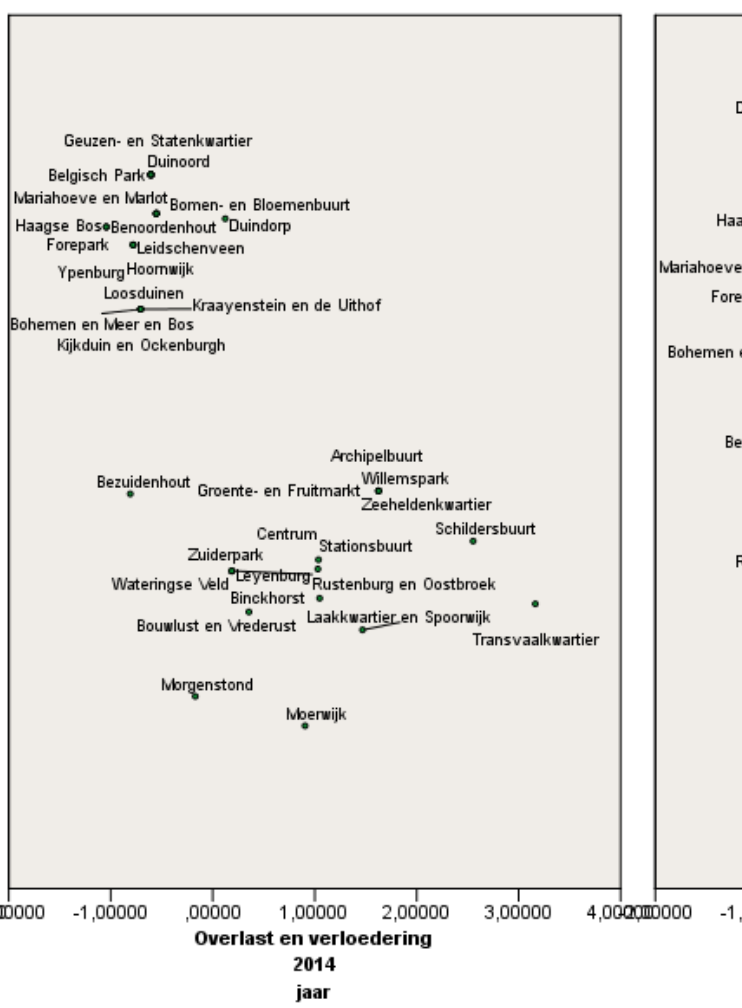 Geuzen- en Statenkwartier
Duinoord
Belgisch Park
Mariahoeve en Marlot
Bomen- en Bloemenbuurt
Haagse Bos
Benoordenhout
Duindorp
Forepark
Leidschenveen
Ypenburg
Hoornwijk
Loosduinen
Kraayenstein en de Uithof
Bohemen en Meer en Bos
Kijkduin en Ockenburgh
Archipelbuurt
Bezuidenhout
Willemspark
Groente- en Fruitmarkt
Zeeheldenkwartier
Schildersbuurt
Centrum
Stationsbuurt
Zuiderpark
Leyenburg
Wateringse Veld
Rustenburg en Oostbroek
Binckhorst
Laakkwartier en Spoorwijk
Bouwlust en Vrederust
Transvaalkwartier
Morgenstond
Moerwijk
-1,00000 ,00000 1,00000 2,00000 3,00000
Overlast en verloedering
2014
jaar
D
Haa
Mariahoeve
Fore
Bohemen e
Be
R
-1,